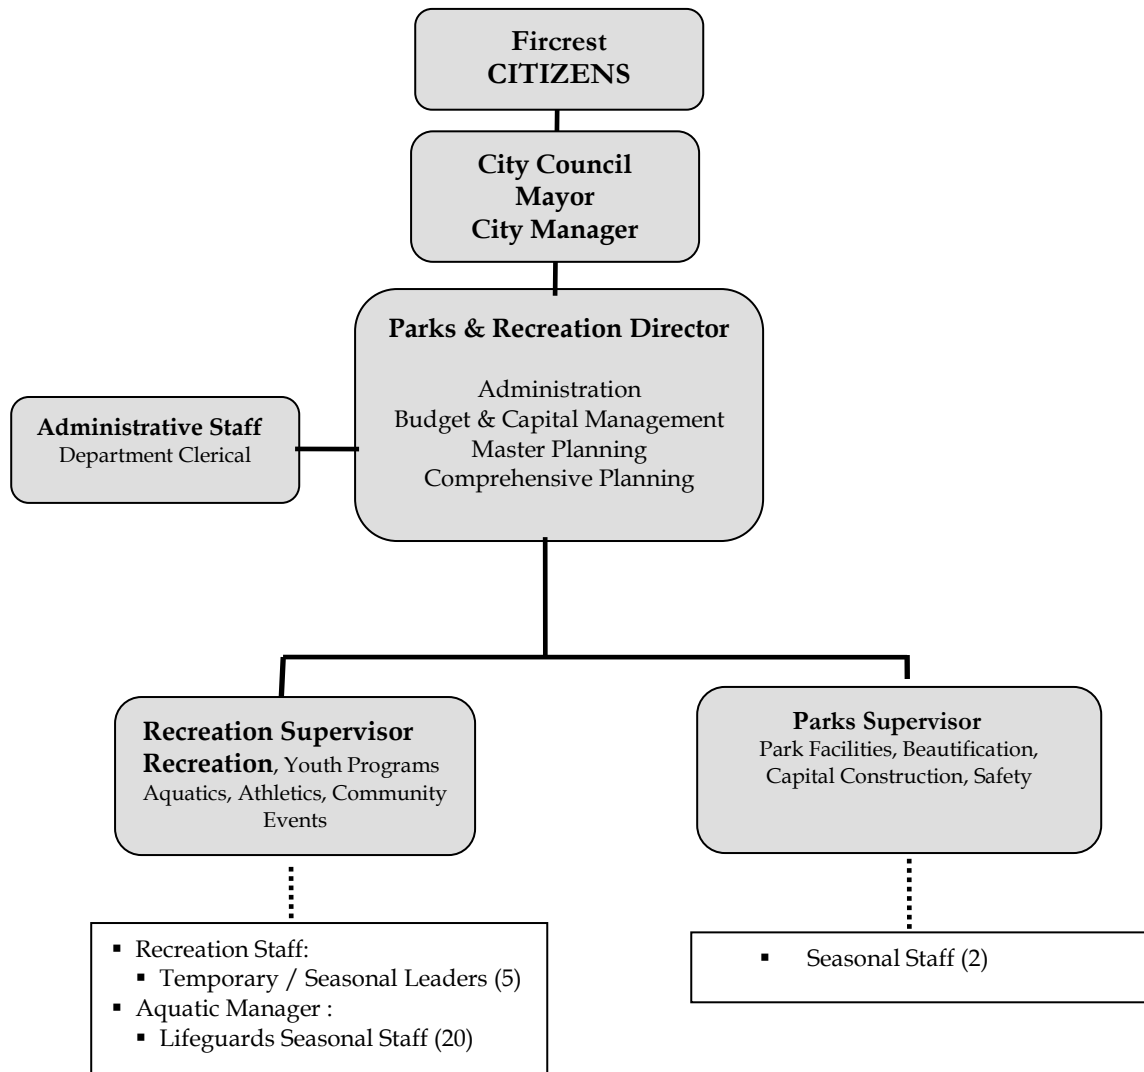 Fircrest
CITIZENS
City Council
Mayor
City Manager
Parks & Recreation Director
Administration
Budget & Capital Management
Master Planning
Comprehensive Planning
Administrative Staff
Department Clerical
Recreation Supervisor
Recreation, Youth Programs
Aquatics, Athletics, Community
Events
Parks Supervisor
Park Facilities, Beautification,
Capital Construction, Safety
▪ Recreation Staff:
▪ Temporary / Seasonal Leaders (5)
▪ Aquatic Manager :
▪ Lifeguards Seasonal Staff (20)
▪ Seasonal Staff (2)